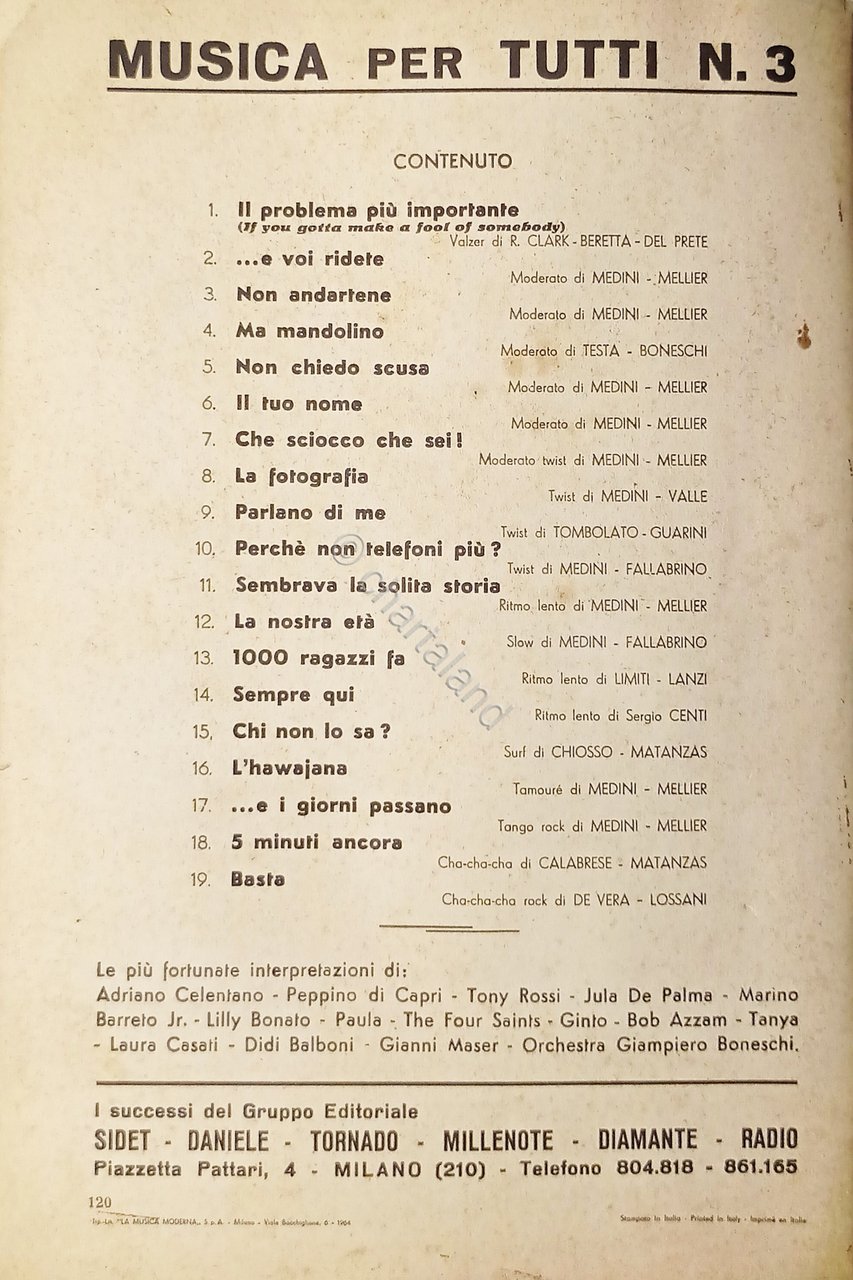 MUSICA PER TUTTI N. 3
CONTENUTO
1. Il problema più importante
(If you gotta make a fool of somebody)
Valzer di R. CLARK - BERETTA - DEL PRETE
2. ...e voi ridete
Moderato di MEDINI - MELLIER
3. Non andartene
Moderato di MEDINI - MELLIER
4. Ma mandolino
Moderato di TESTA - BONESCHI
5. Non chiedo scusa
Moderato di MEDINI - MELLIER
6. Il tuo nome
Moderato di MEDINI - MELLIER
7. Che sciocco che sei!
Moderato twist di MEDINI - MELLIER
8. La fotografia
Twist di MEDINI - VALLE
9. Parlano di me
Twist di TOMBOLATO - GUARINI
10. Perchè non telefoni più?
Twist di MEDINI - FALLABRINO
11. Sembrava la solita storia
Ritmo lento di MEDINI - MELLIER
12. La nostra età
Slow di MEDINI - FALLABRINO
13. 1000 ragazzi fa
Ritmo lento di LIMITI - LANZI
14. Sempre qui
Ritmo lento di Sergio CENTI
15. Chi non lo sa?
Surf di CHIOSSO - MATANZAS
16. L'hawajana
Tamouré di MEDINI - MELLIER
17. ...e i giorni passano
Tango rock di MEDINI - MELLIER
18. 5 minuti ancora
Cha-cha-cha di CALABRESE - MATANZAS
19. Basta
Cha-cha-cha rock di DE VERA - LOSSANI
© chartaland
Le più fortunate interpretazioni di:
Adriano Celentano - Peppino di Capri - Tony Rossi - Jula De Palma - Marino
Barreto Jr. - Lilly Bonato - Paula - The Four Saints - Ginto - Bob Azzam - Tanya
- Laura Casati - Didi Balboni - Gianni Maser - Orchestra Giampiero Boneschi.
I successi del Gruppo Editoriale
SIDET - DANIELE - TORNADO - MILLENOTE - DIAMANTE - RADIO
Piazzetta Pattari, 4 - MILANO (210) - Telefono 804.818 - 861.165
120
Tip.-Lit. "LA MUSICA MODERNA" S.p.A. - Milano - Viale Bacchiglione, 6 - 1964
Stampato in Italia - Printed in Italy - Imprimé en Italie